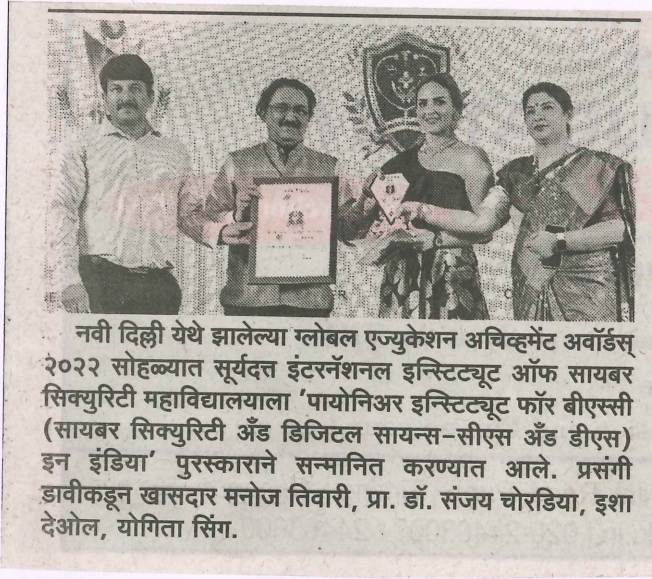 नवी दिल्ली येथे झालेल्या ग्लोबल एज्युकेशन अचिव्हमेंट अवॉर्डस्
२०२२ सोहळ्यात सूर्यदत्त इंटरनॅशनल इन्स्टिट्यूट ऑफ सायबर
सिक्युरिटी महाविद्यालयाला 'पायोनिअर इन्स्टिट्यूट फॉर बीएस्सी
(सायबर सिक्युरिटी अँड डिजिटल सायन्स-सीएस अँड डीएस)
इन इंडिया' पुरस्काराने सन्मानित करण्यात आले. प्रसंगी
डावीकडून खासदार मनोज तिवारी, प्रा. डॉ. संजय चोरडिया, इशा
देओल, योगिता सिंग.